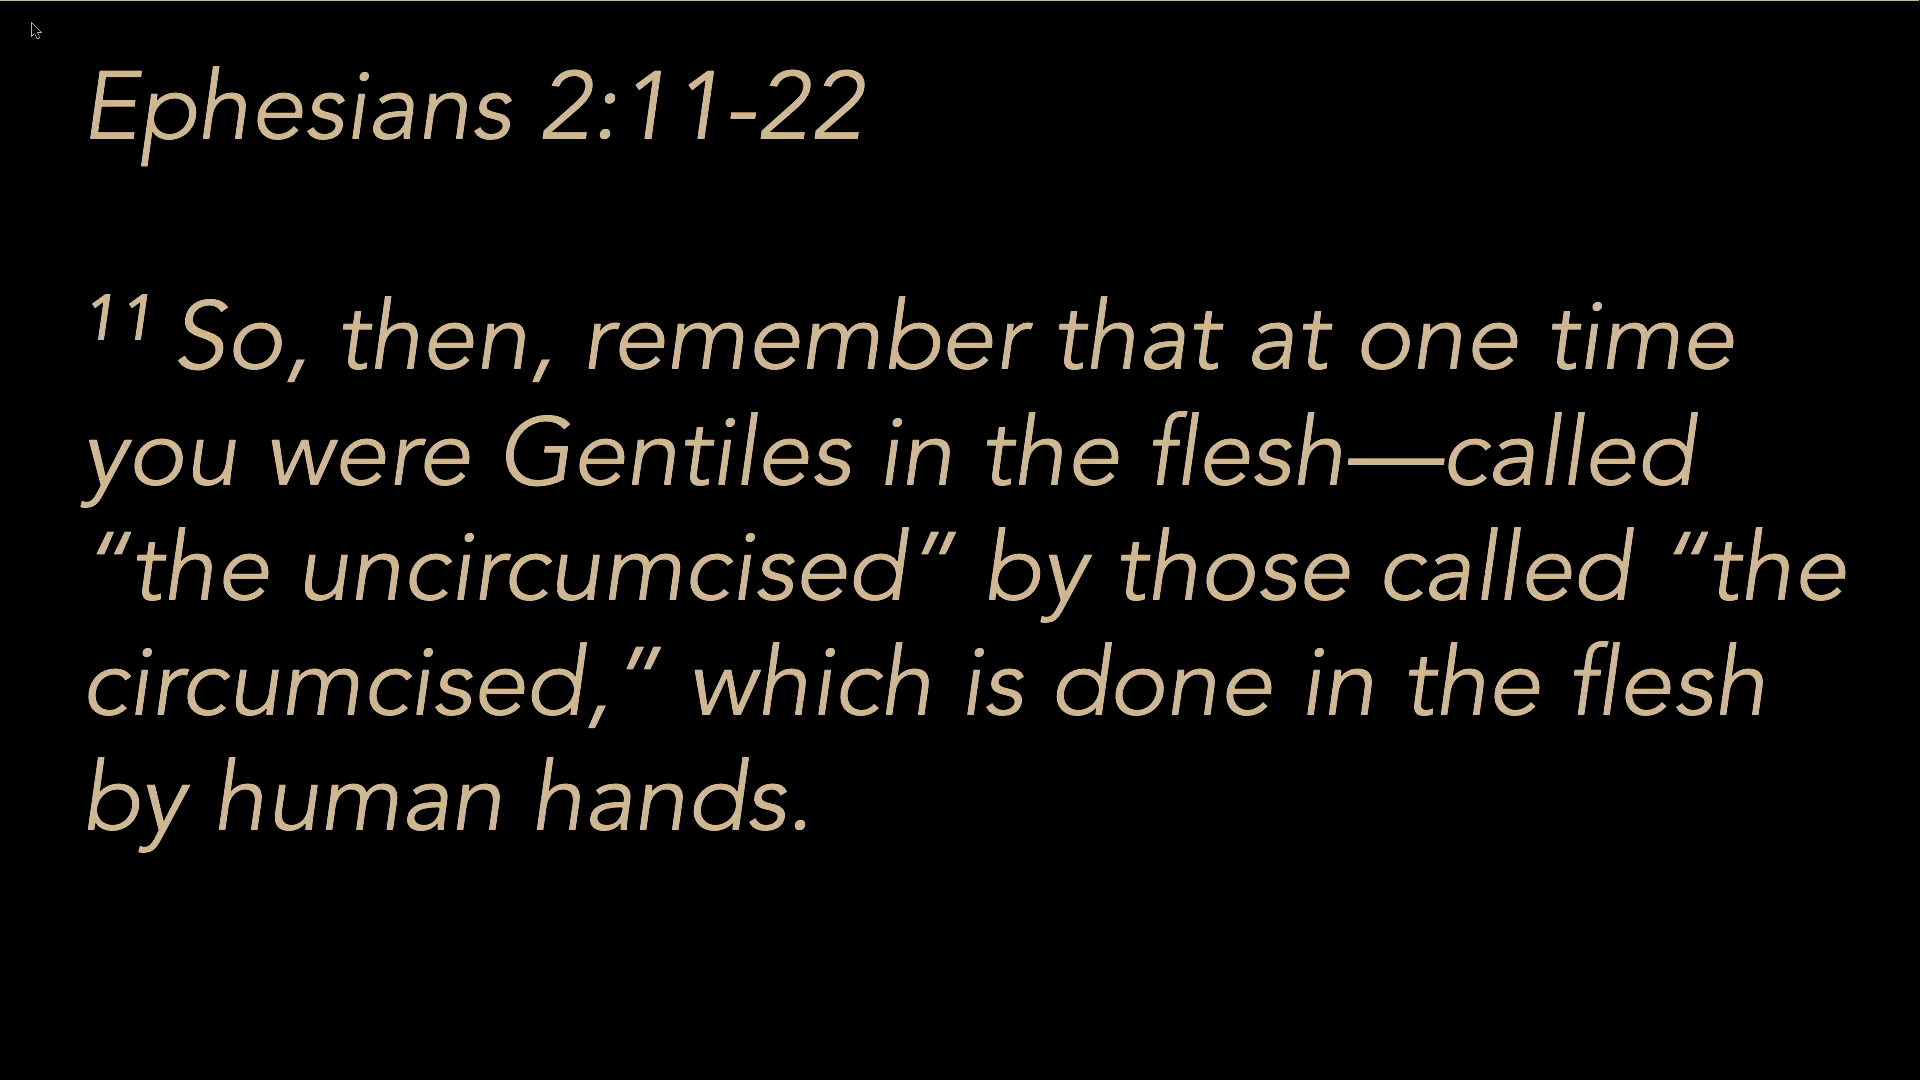 Ephesians 2:11-22
11 So, then, remember that at one time
you were Gentiles in the flesh—called
“the uncircumcised” by those called “the
circumcised,” which is done in the flesh
by human hands.